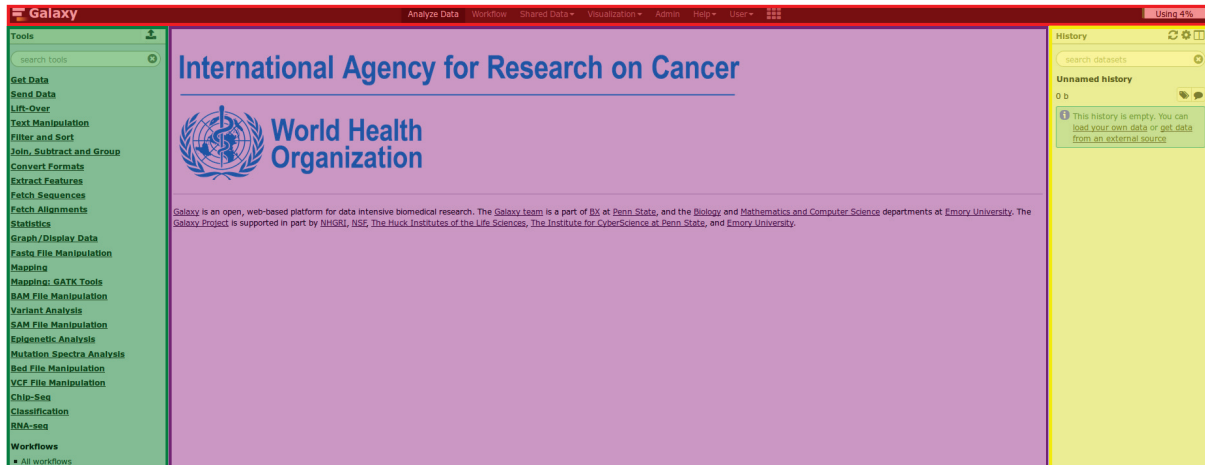 Galaxy
Analyze Data Workflow Shared Data Visualization Admin Help User
Using 4%
Tools
search tools
Get Data
Send Data
Lift-Over
Text Manipulation
Filter and Sort
Join, Subtract and Group
Convert Formats
Extract Features
Fetch Sequences
Fetch Alignments
Statistics
Graph/Display Data
Fastq File Manipulation
Mapping
Mapping: GATK Tools
BAM File Manipulation
Variant Analysis
SAM File Manipulation
Epigenetic Analysis
Mutation Spectra Analysis
Bed File Manipulation
VCF File Manipulation
Chip-Seq
Classification
RNA-seq
Workflows
All workflows
International Agency for Research on Cancer
World Health
Organization
Galaxy is an open, web-based platform for data intensive biomedical research. The Galaxy team is a part of BX at Penn State, and the Biology and Mathematics and Computer Science departments at Emory University. The
Galaxy Project is supported in part by NHGRI, NSF, The Huck Institutes of the Life Sciences, The Institute for CyberScience at Penn State, and Emory University.
History
search datasets
Unnamed history
0 b
This history is empty. You can
load your own data or get data
from an external source